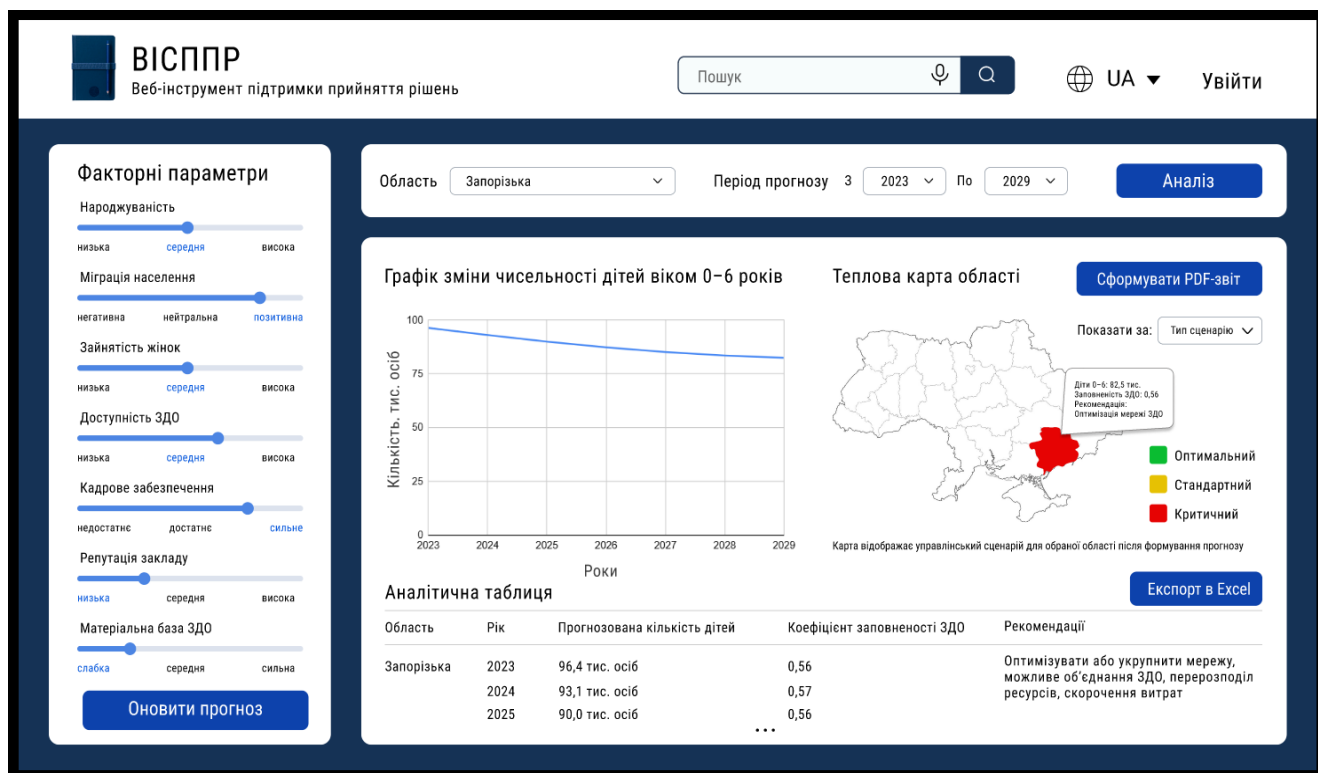 ВІСППР
Веб-інструмент підтримки прийняття рішень
Пошук
UA
Увійти
Факторні параметри
Народжуваність
низька середня висока
Міграція населення
негативна нейтральна позитивна
Зайнятість жінок
низька середня висока
Доступність ЗДО
низька середня висока
Кадрове забезпечення
недостатнє достатнє сильне
Репутація закладу
низька середня висока
Матеріальна база ЗДО
слабка середня сильна
Оновити прогноз
Область Запорізька Період прогнозу З 2023 По 2029 Аналіз
Графік зміни чисельності дітей віком 0–6 років
Кількість. тис. осіб
100
75
50
25
0
2023 2024 2025 2026 2027 2028 2029
Роки
Теплова карта області
Сформувати PDF-звіт
Показати за: Тип сценарію
Діти 0–6: 82,5 тис.
Заповненість ЗДО: 0,56
Рекомендація:
Оптимізація мережі ЗДО
Оптимальний
Стандартний
Критичний
Карта відображає управлінський сценарій для обраної області після формування прогнозу
Аналітична таблиця
Експорт в Excel
Область Рік Прогнозована кількість дітей Коефіцієнт заповненості ЗДО Рекомендації
Запорізька 2023 96,4 тис. осіб 0,56
2024 93,1 тис. осіб 0,57
2025 90,0 тис. осіб 0,56
Оптимізувати або укрупнити мережу,
можливе об’єднання ЗДО, перерозподіл
ресурсів, скорочення витрат
...